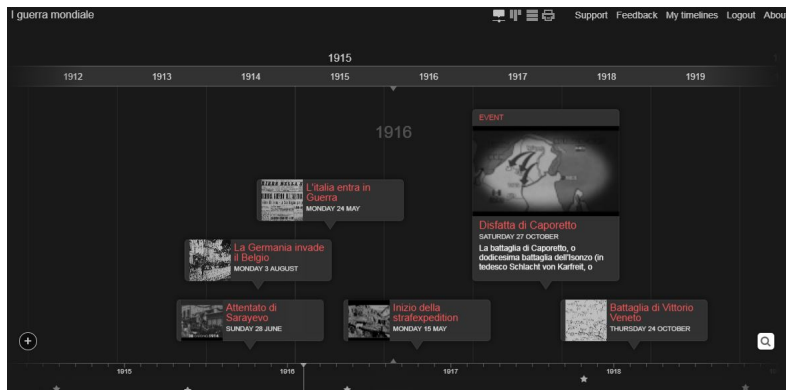 I guerra mondiale
Support Feedback My timelines Logout Abou
1915
1912 1913 1914 1915 1916 1917 1918 1919
1916
EVENT
Disfatta di Caporetto
SATURDAY 27 OCTOBER
La battaglia di Caporetto, o
dodicesima battaglia dell'Isonzo (in
tedesco Schlacht von Karfreit, o
L'italia entra in
Guerra
MONDAY 24 MAY
La Germania invade
il Belgio
MONDAY 3 AUGUST
Attentato di
Sarayevo
SUNDAY 28 JUNE
Inizio della
strafexpedition
MONDAY 15 MAY
Battaglia di Vittorio
Veneto
THURSDAY 24 OCTOBER
1915 1916 1917 1918